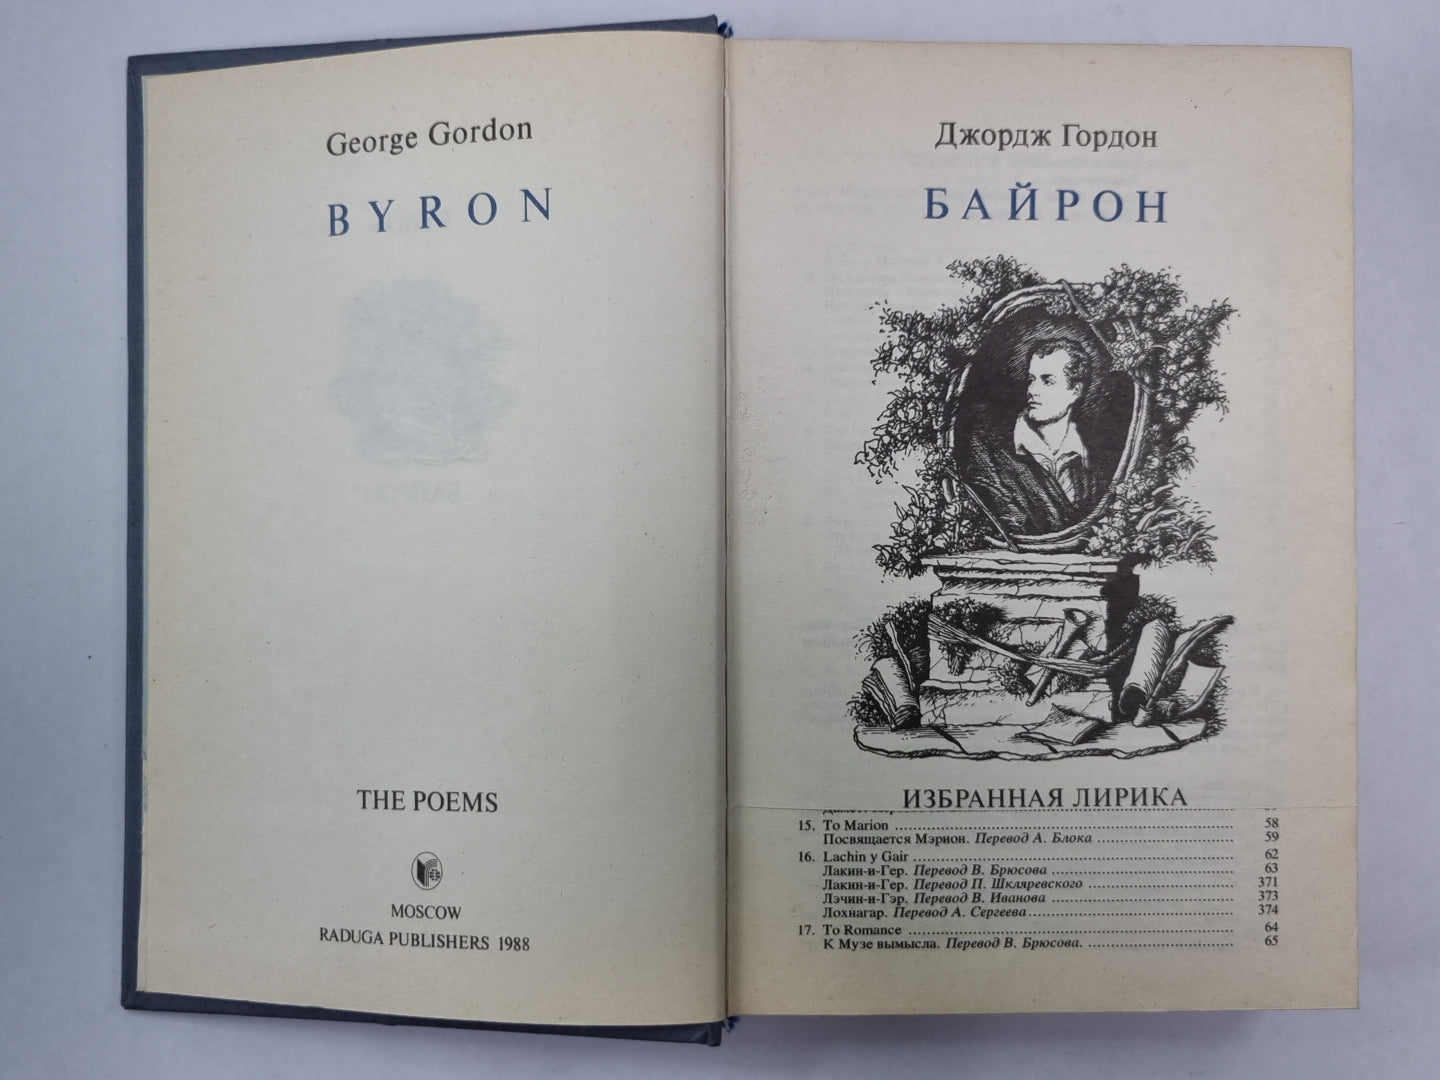 George Gordon
BYRON
THE POEMS
MOSCOW
RADUGA PUBLISHERS 1988
Джордж Гордон
БАЙРОН
ИЗБРАННАЯ ЛИРИКА
15. To Marion 58
Посвящается Мэрион. Перевод А. Блока 59
16. Lachin y Gair 62
Лакин-и-Гер. Перевод В. Брюсова 63
Лакин-и-Гер. Перевод П. Шкляревского 371
Лэчин-и-Гэр. Перевод В. Иванова 373
Лохнагар. Перевод А. Сергеева 374
17. To Romance 64
К Музе вымысла. Перевод В. Брюсова. 65